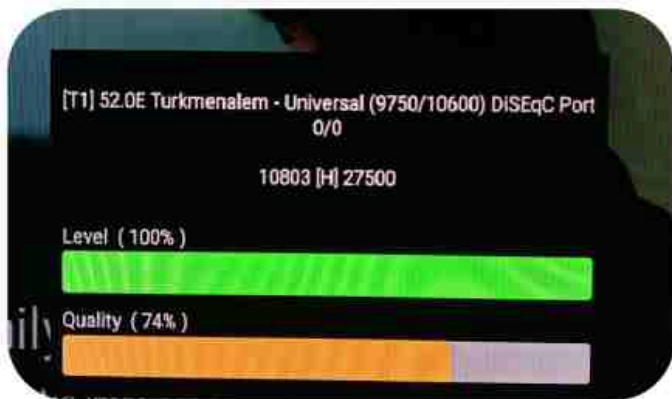 [T1] 52.0E Turkmenalem - Universal (9750/10600) DiSEqC Port
0/0
10803 [H] 27500
Level ( 100% )
Quality ( 74% )